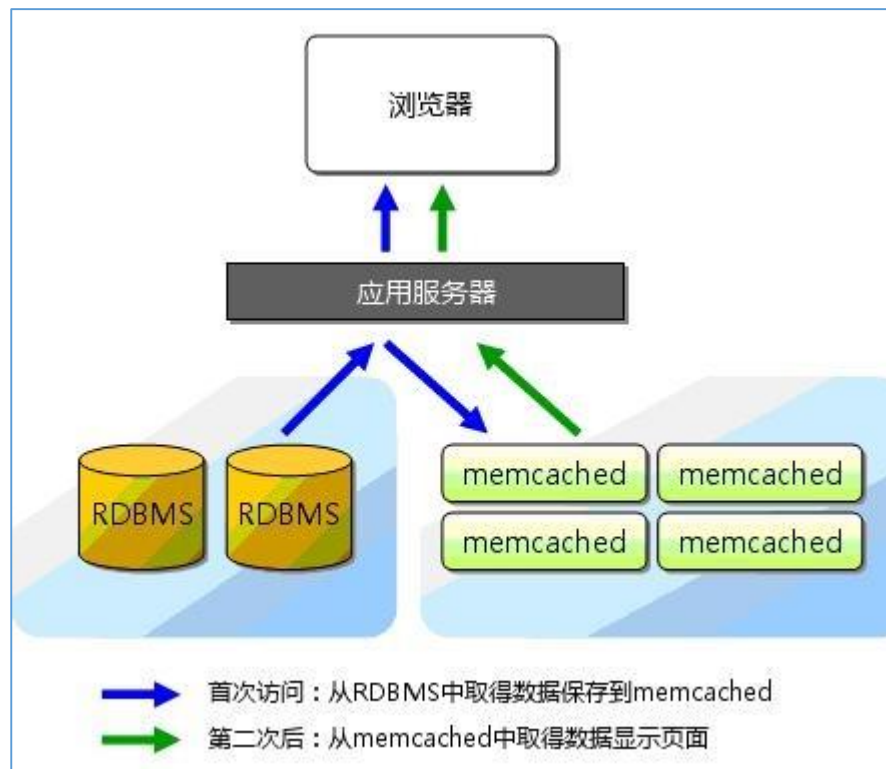 浏览器
应用服务器
RDBMS
RDBMS
memcached
memcached
memcached
memcached
首次访问：从RDBMS中取得数据保存到memcached
第二次后：从memcached中取得数据显示页面